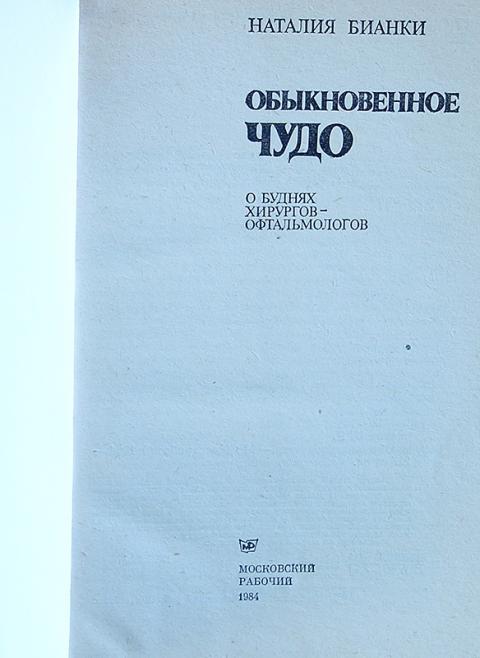 НАТАЛИЯ БИАНКИ
ОБЫКНОВЕННОЕ
ЧУДО
О БУДНЯХ
ХИРУРГОВ–
ОФТАЛЬМОЛОГОВ
МР
МОСКОВСКИЙ
РАБОЧИЙ
1984